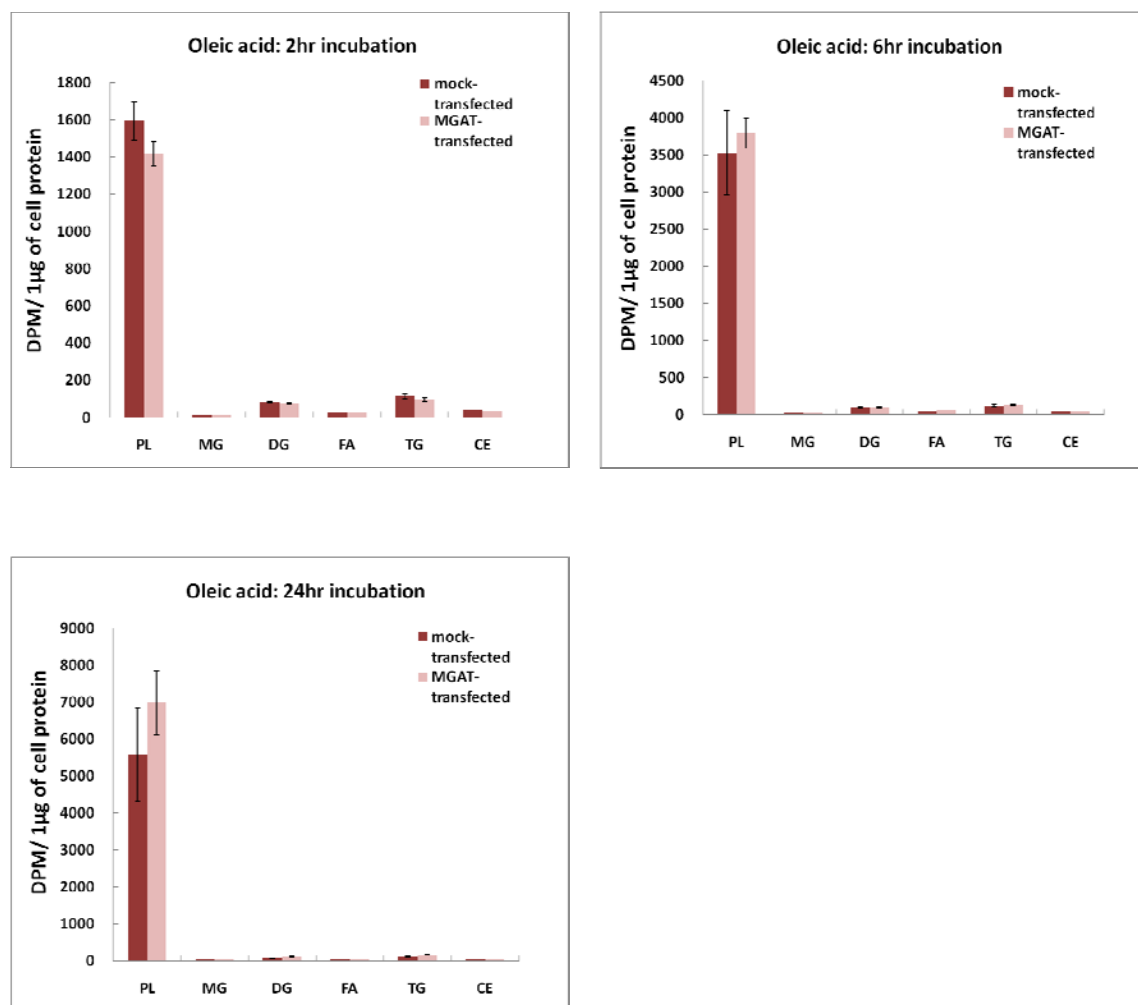 Oleic acid: 2hr incubation
mock-
transfected
MGAT-
transfected
DPM/ 1µg of cell protein
1800
1600
1400
1200
1000
800
600
400
200
0
PL MG DG FA TG CE
Oleic acid: 6hr incubation
mock-
transfected
MGAT-
transfected
DPM/ 1µg of cell protein
4500
4000
3500
3000
2500
2000
1500
1000
500
0
PL MG DG FA TG CE
Oleic acid: 24hr incubation
mock-
transfected
MGAT-
transfected
DPM/ 1µg of cell protein
9000
8000
7000
6000
5000
4000
3000
2000
1000
0
PL MG DG FA TG CE